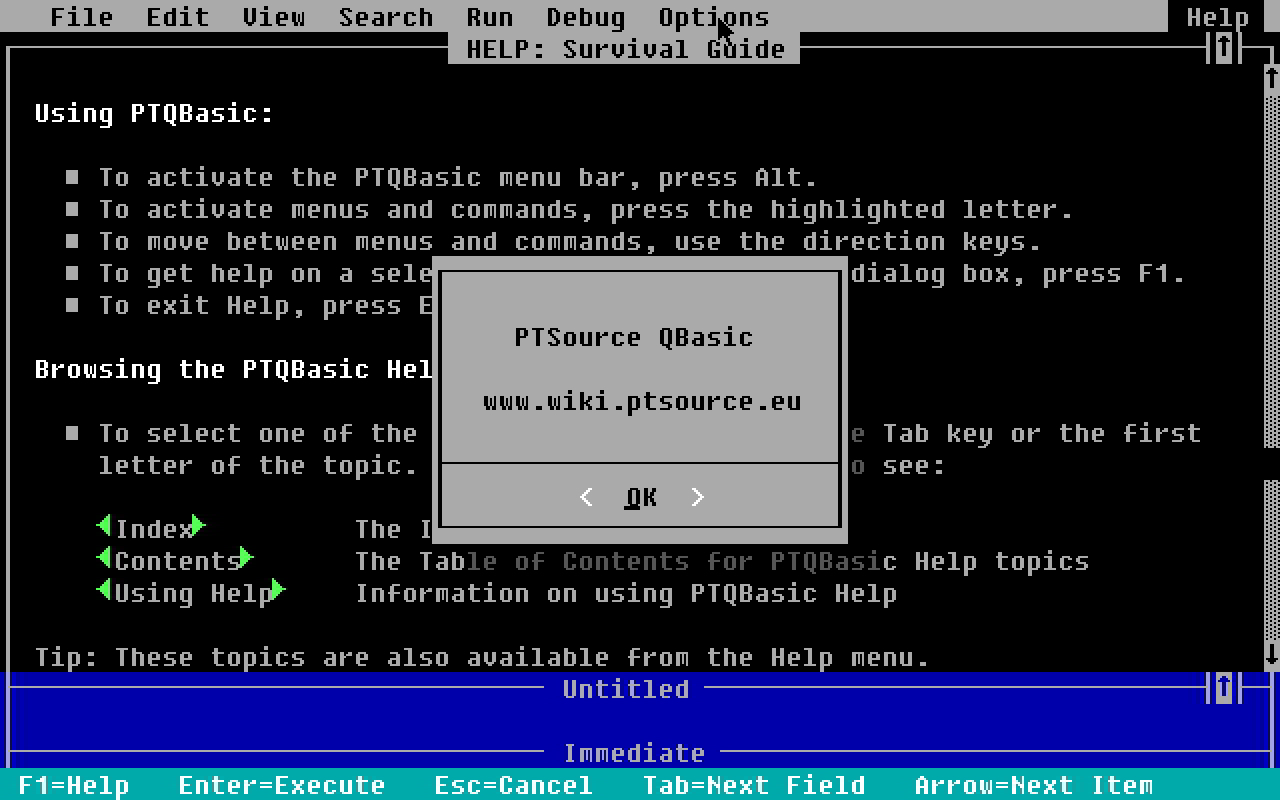 File Edit View Search Run Debug Options Help
HELP: Survival Guide
Using PTQBasic:
To activate the PTQBasic menu bar, press Alt.
To activate menus and commands, press the highlighted letter.
To move between menus and commands, use the direction keys.
To get help on a sele dialog box, press F1.
To exit Help, press E
Browsing the PTQBasic Hel
To select one of the e Tab key or the first
letter of the topic. o see:
Index The I
Contents The Table of Contents for PTQBasic Help topics
Using Help Information on using PTQBasic Help
Tip: These topics are also available from the Help menu.
PTSource QBasic
www.wiki.ptsource.eu
< OK >
Untitled
Immediate
F1=Help Enter=Execute Esc=Cancel Tab=Next Field Arrow=Next Item